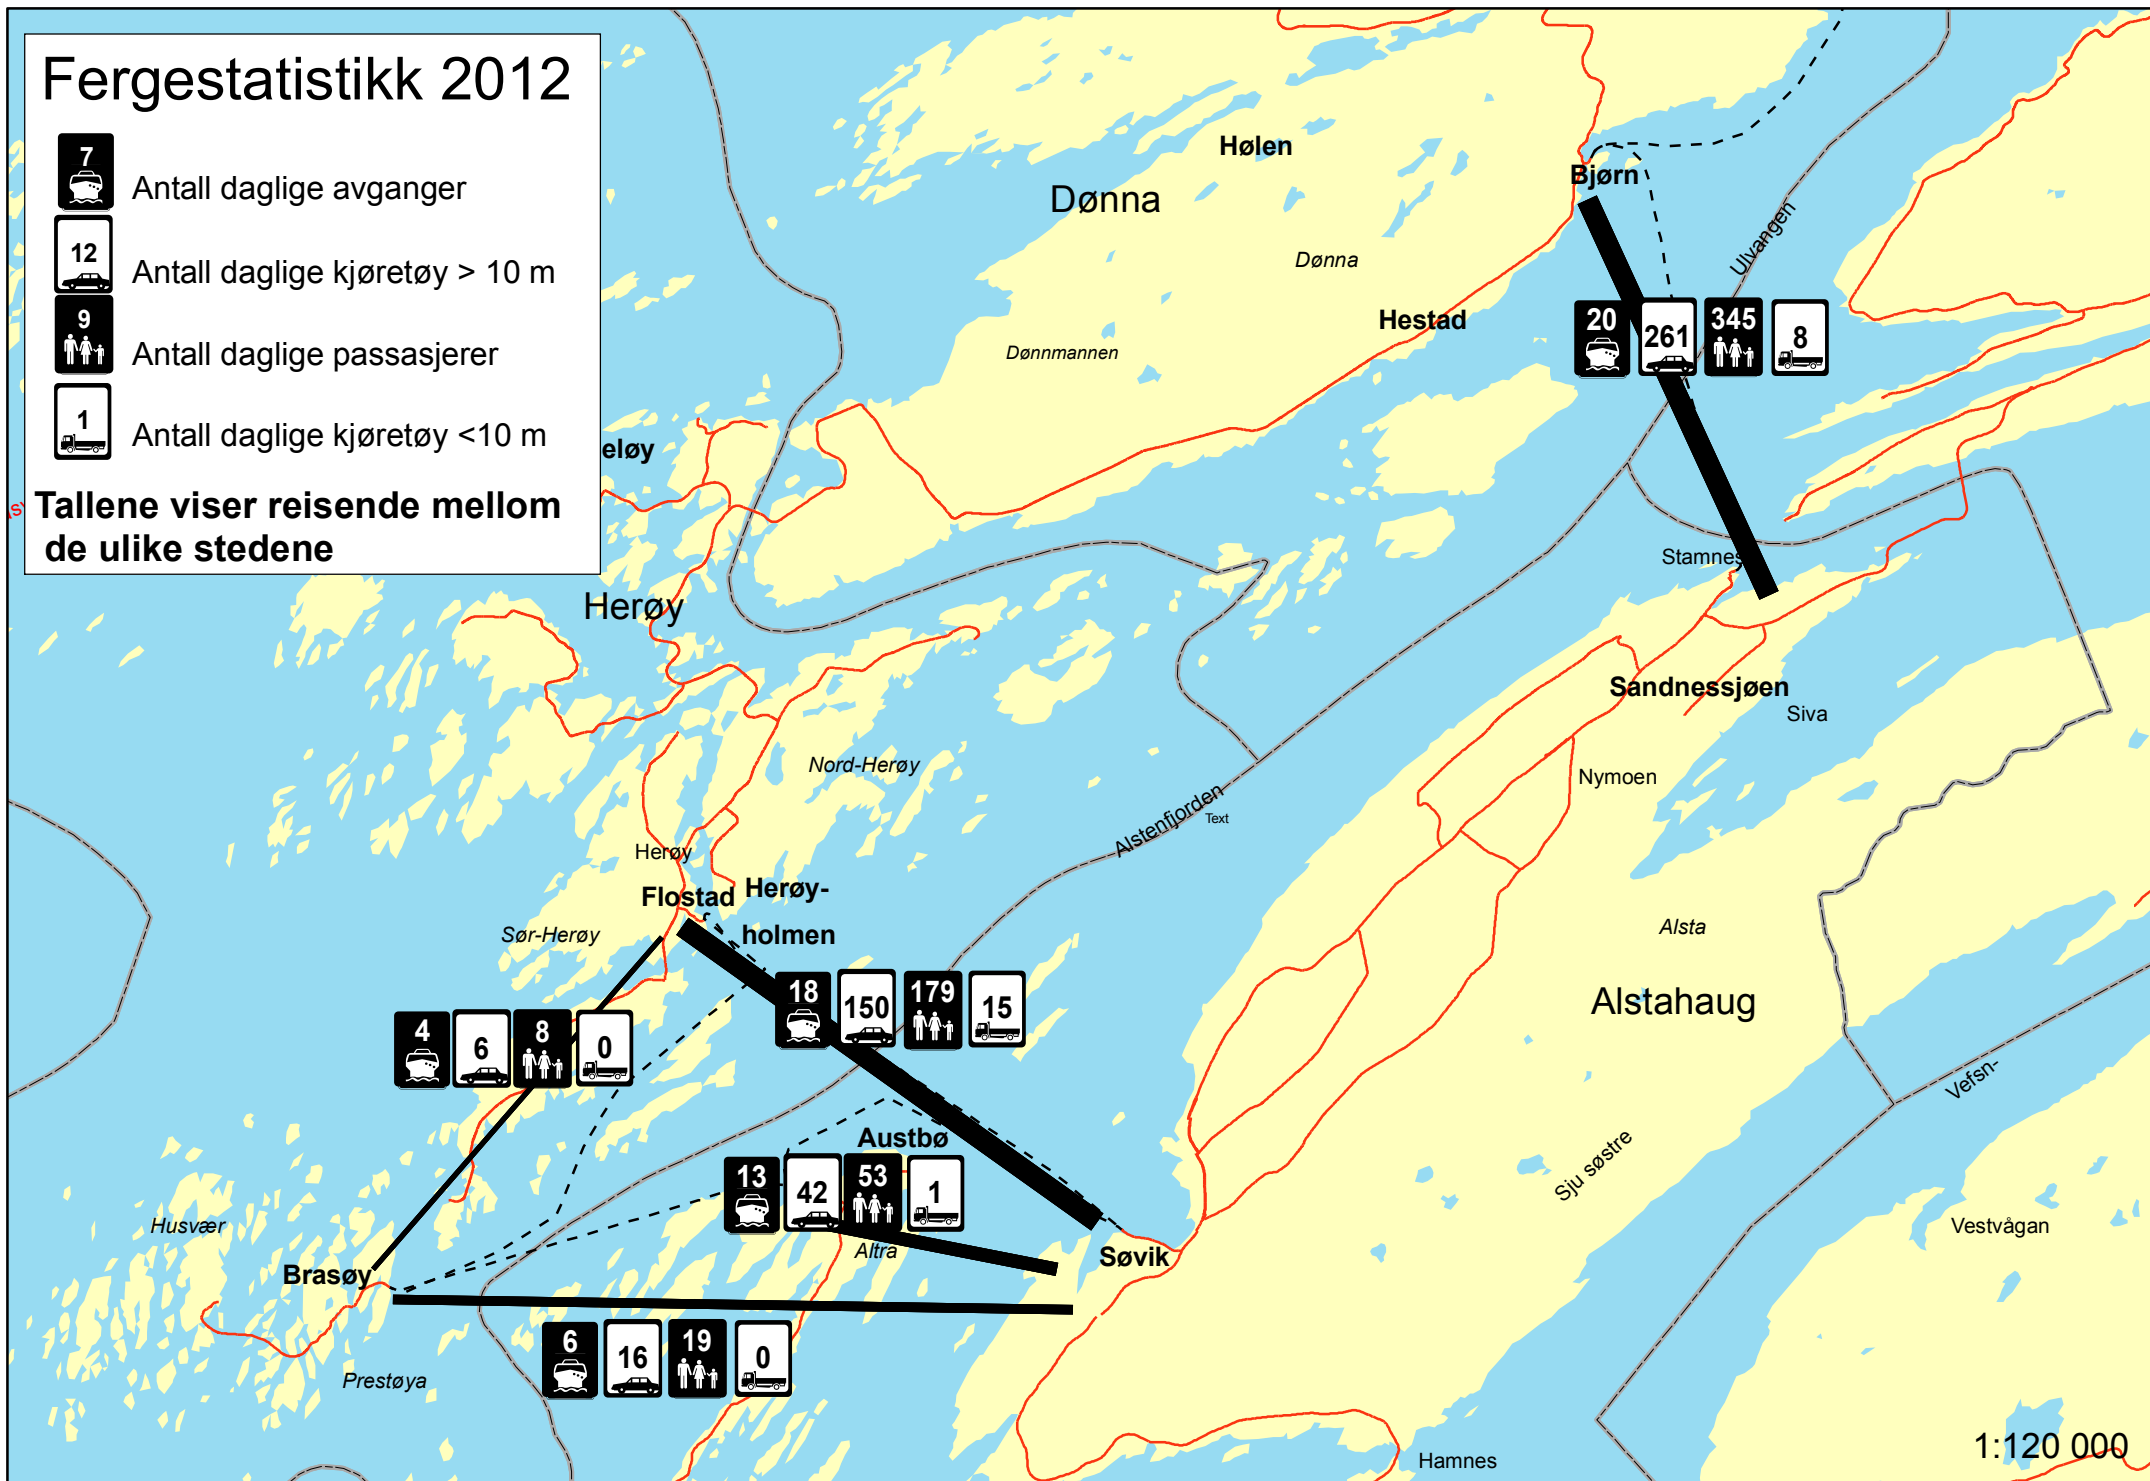 Fergestatistikk 2012
7
Antall daglige avganger
12
Antall daglige kjøretøy > 10 m
9
Antall daglige passasjerer
1
Antall daglige kjøretøy <10 m
Tallene viser reisende mellom
de ulike stedene
Hølen
Dønna
Bjørn
Ulvangen
Dønna
Hestad
Dønnmannen
20
261
345
8
eløy
Stamnes
Herøy
Sandnessjøen
Siva
Nord-Herøy
Nymoen
Alstenfjorden
Text
Herøy
Flostad
Herøy-
holmen
Sør-Herøy
Alsta
Alstahaug
18
150
179
15
4
6
8
0
Vefsn-
Austbø
13
42
53
1
Sju søstre
Husvær
Altra
Vestvågan
Brasøy
Søvik
6
16
19
0
Prestøya
Hamnes
1:120 000